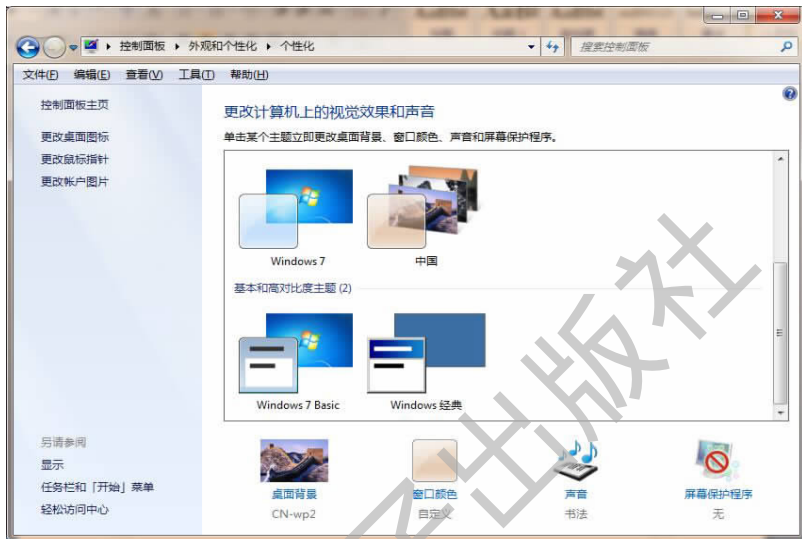 控制面板 ▸ 外观和个性化 ▸ 个性化
搜索控制面板
文件(F) 编辑(E) 查看(V) 工具(T) 帮助(H)
控制面板主页
更改桌面图标
更改鼠标指针
更改帐户图片
更改计算机上的视觉效果和声音
单击某个主题立即更改桌面背景、窗口颜色、声音和屏幕保护程序。
Windows 7
中国
基本和高对比度主题 (2)
Windows 7 Basic
Windows 经典
另请参阅
显示
任务栏和「开始」菜单
轻松访问中心
桌面背景
CN-wp2
窗口颜色
自定义
声音
书法
屏幕保护程序
无
子出版社